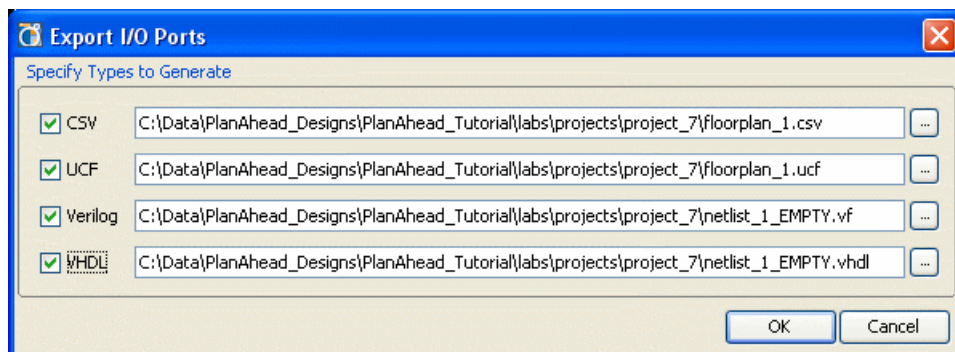 Export I/O Ports
Specify Types to Generate
CSV C:\Data\PlanAhead_Designs\PlanAhead_Tutorial\labs\projects\project_7\floorplan_1.csv ...
UCF C:\Data\PlanAhead_Designs\PlanAhead_Tutorial\labs\projects\project_7\floorplan_1.ucf ...
Verilog C:\Data\PlanAhead_Designs\PlanAhead_Tutorial\labs\projects\project_7\netlist_1_EMPTY.vf ...
VHDL C:\Data\PlanAhead_Designs\PlanAhead_Tutorial\labs\projects\project_7\netlist_1_EMPTY.vhdl ...
OK Cancel